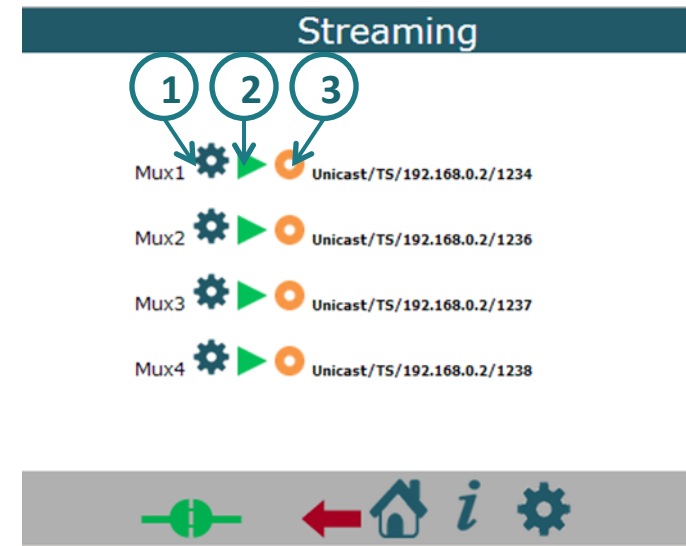 Streaming
1 2 3
Mux1 Unicast/TS/192.168.0.2/1234
Mux2 Unicast/TS/192.168.0.2/1236
Mux3 Unicast/TS/192.168.0.2/1237
Mux4 Unicast/TS/192.168.0.2/1238
i